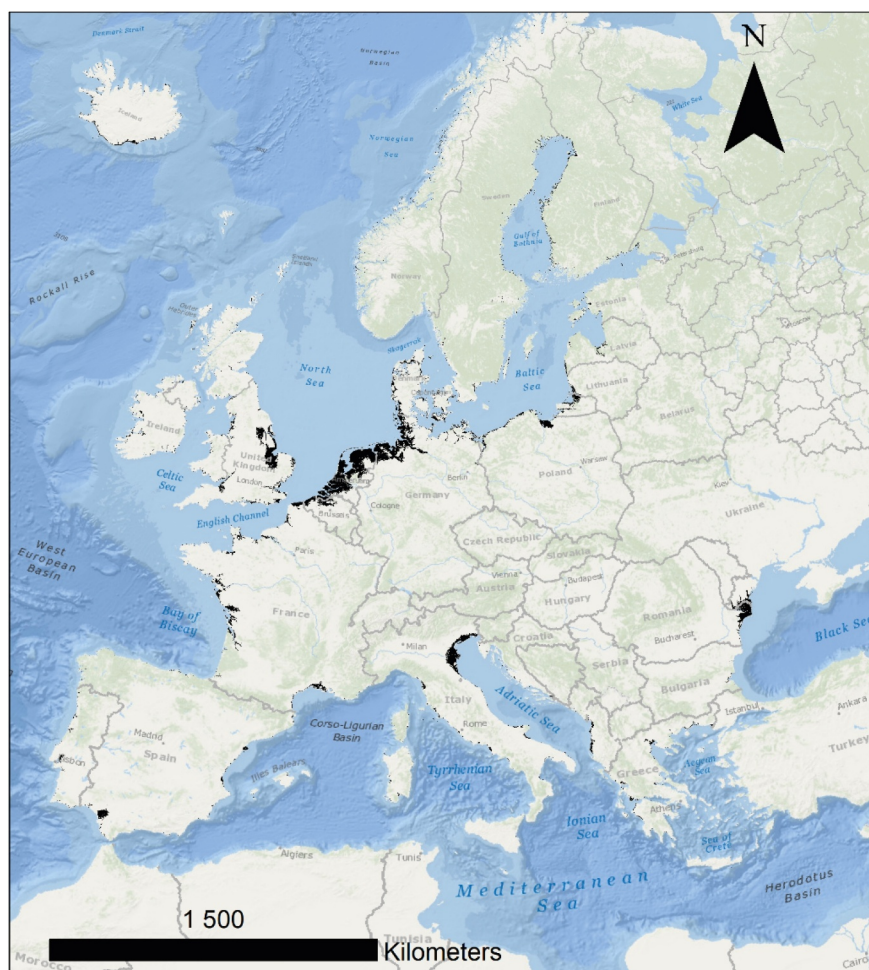 Denmark Strait
Norwegian
Basin
N
Iceland
White Sea
Norwegian
Sea
Sweden
Finland
Gulf of
Bothnia
Rockall Rise
Norway
Estonia
Skagerrak
North
Sea
Baltic
Sea
Latvia
Moscow
Lithuania
Ireland
United
Kingdom
Belarus
Celtic
Sea
London
Berlin
Poland
Warsaw
Germany
Cologne
Brussels
English Channel
Kiev
Ukraine
Czech Republic
West
European
Basin
Paris
Slovakia
Vienna
Austria
Budapest
Hungary
France
Romania
Bay of
Biscay
Milan
Croatia
Bucharest
Black Sea
Serbia
Italy
Adriatic Sea
Bulgaria
Corso-Ligurian
Basin
Rome
Istanbul
Ankara
Madrid
Spain
Lisbon
Illes Balears
Tyrrhenian
Sea
Greece
Aegean
Sea
Turkey
Athens
Ionian
Sea
Sea of
Crete
Algiers
Tunis
Mediterranean
Sea
Herodotus
Basin
1 500
Kilometers
Tunisia
Morocco
Cairo